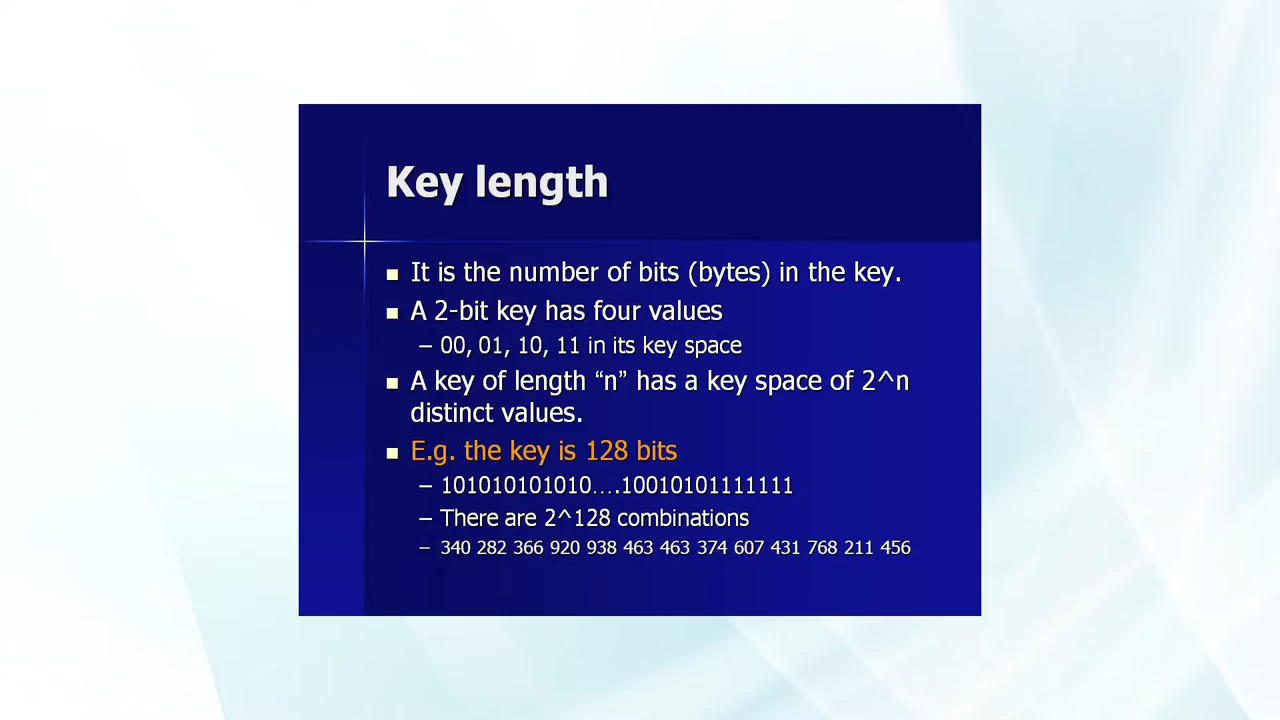 Key length
It is the number of bits (bytes) in the key.
A 2-bit key has four values
– 00, 01, 10, 11 in its key space
A key of length “n” has a key space of 2^n
distinct values.
E.g. the key is 128 bits
– 101010101010….10010101111111
– There are 2^128 combinations
– 340 282 366 920 938 463 463 374 607 431 768 211 456